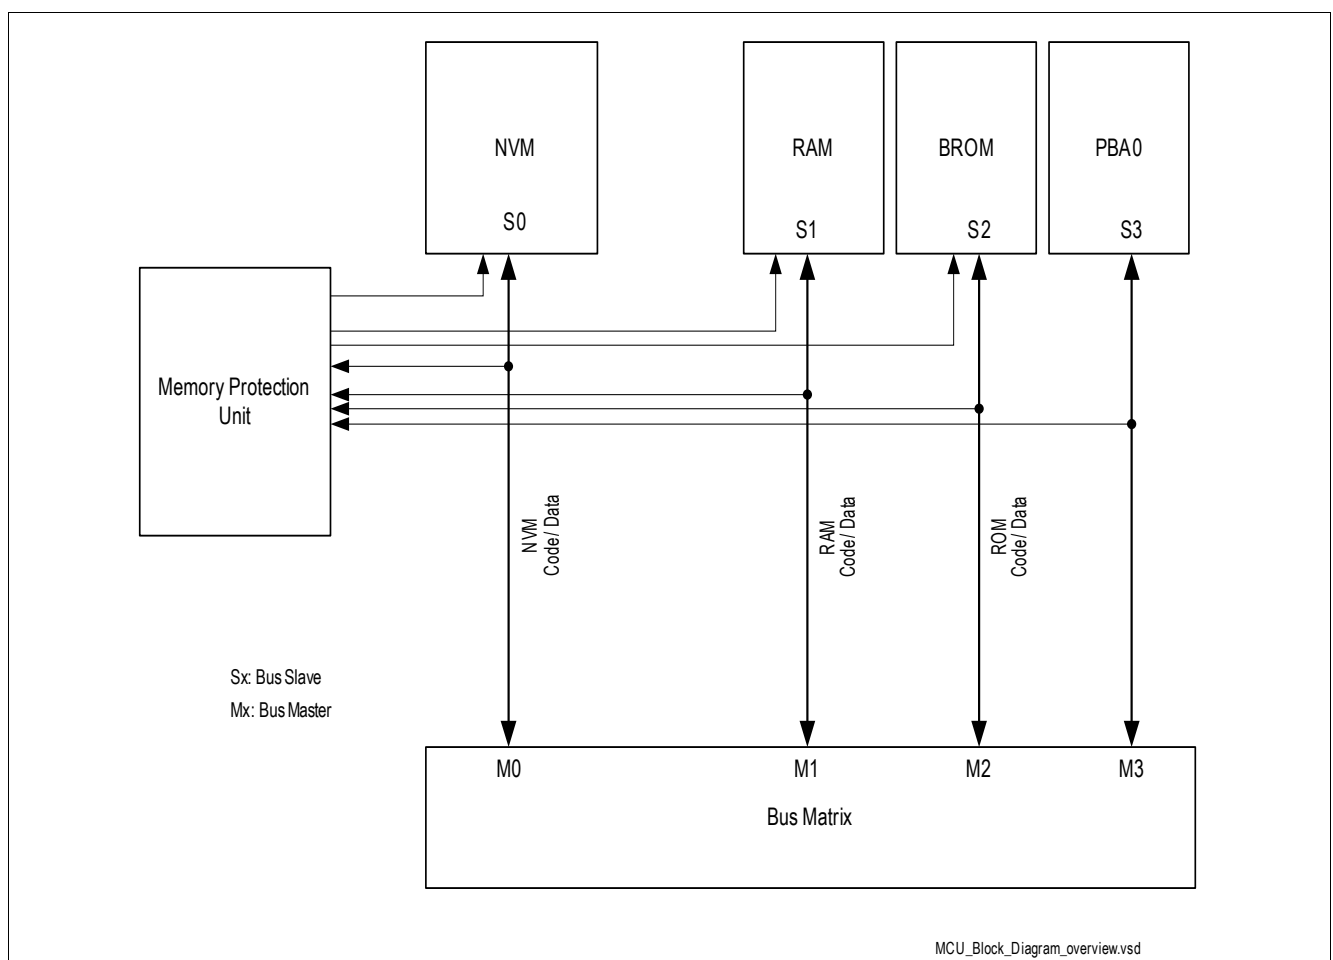 NVM
RAM
BROM
PBA0
S0
S1
S2
S3
Memory Protection
Unit
NVM
Code/ Data
RAM
Code/ Data
ROM
Code/ Data
Sx: Bus Slave
Mx: Bus Master
M0
M1
M2
M3
Bus Matrix
MCU_Block_Diagram_overview.vsd